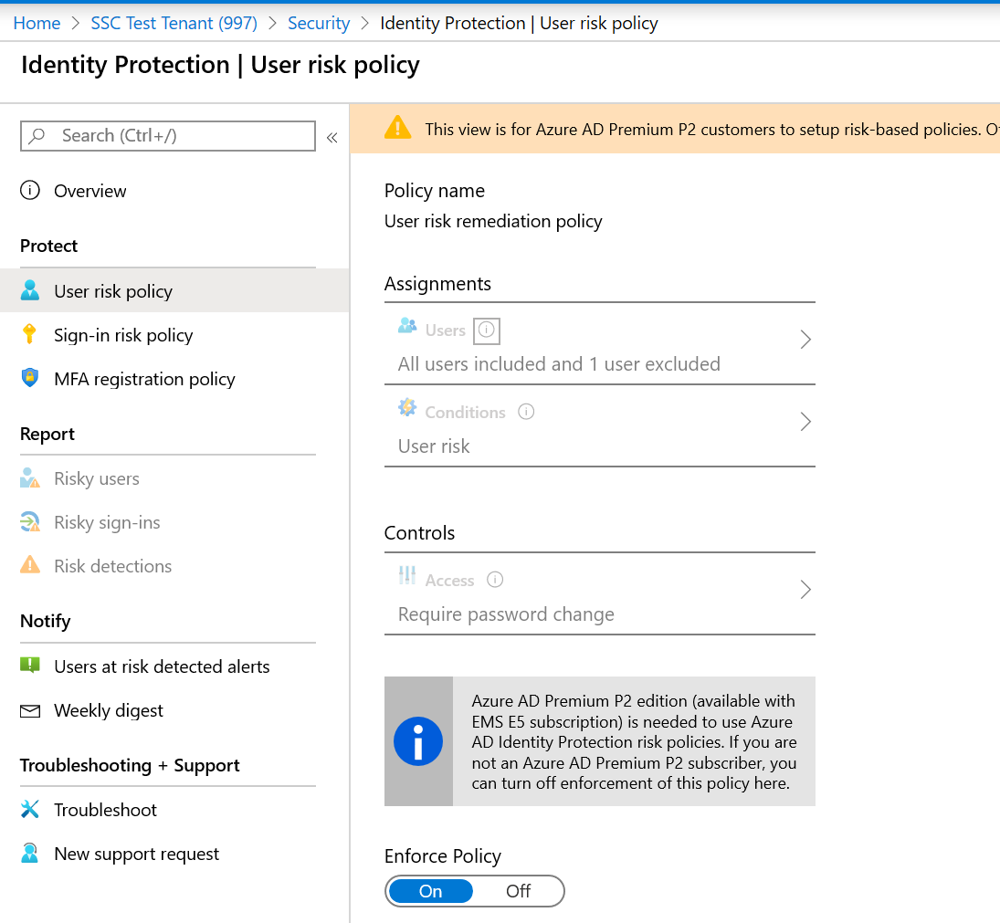 Home > SSC Test Tenant (997) > Security > Identity Protection | User risk policy
Identity Protection | User risk policy
Search (Ctrl+/)
«
This view is for Azure AD Premium P2 customers to setup risk-based policies.
Overview
Protect
User risk policy
Sign-in risk policy
MFA registration policy
Report
Risky users
Risky sign-ins
Risk detections
Notify
Users at risk detected alerts
Weekly digest
Troubleshooting + Support
Troubleshoot
New support request
Policy name
User risk remediation policy
Assignments
Users
All users included and 1 user excluded
Conditions
User risk
Controls
Access
Require password change
Azure AD Premium P2 edition (available with
EMS E5 subscription) is needed to use Azure
AD Identity Protection risk policies. If you are
not an Azure AD Premium P2 subscriber, you
can turn off enforcement of this policy here.
Enforce Policy
On Off